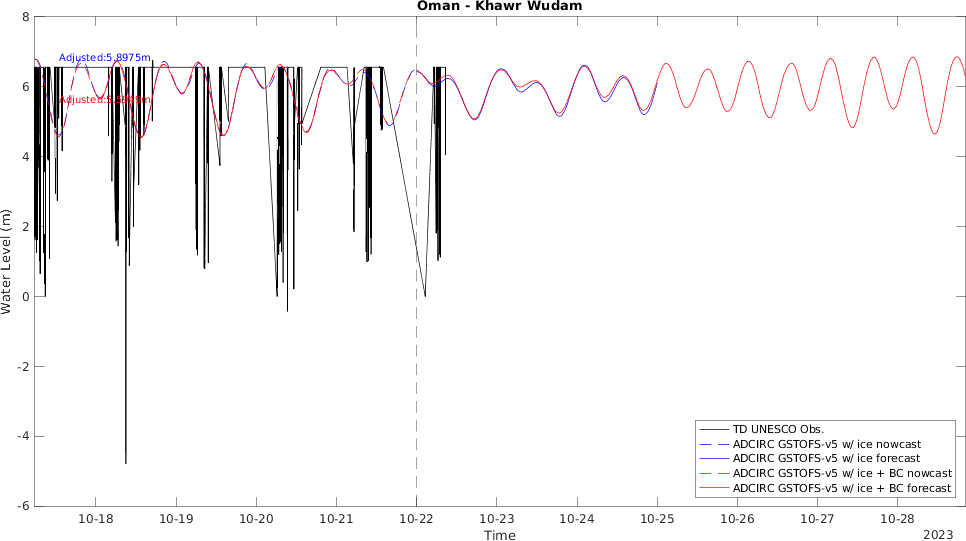 Oman - Khawr Wudam
8
Adjusted:5.8975m
6
4
2
0
-2
-4
-6
Water Level (m)
TD UNESCO Obs.
ADCIRC GSTOFS-v5 w/ ice nowcast
ADCIRC GSTOFS-v5 w/ ice forecast
ADCIRC GSTOFS-v5 w/ ice + BC nowcast
ADCIRC GSTOFS-v5 w/ ice + BC forecast
10-18 10-19 10-20 10-21 10-22 10-23 10-24 10-25 10-26 10-27 10-28
Time
2023